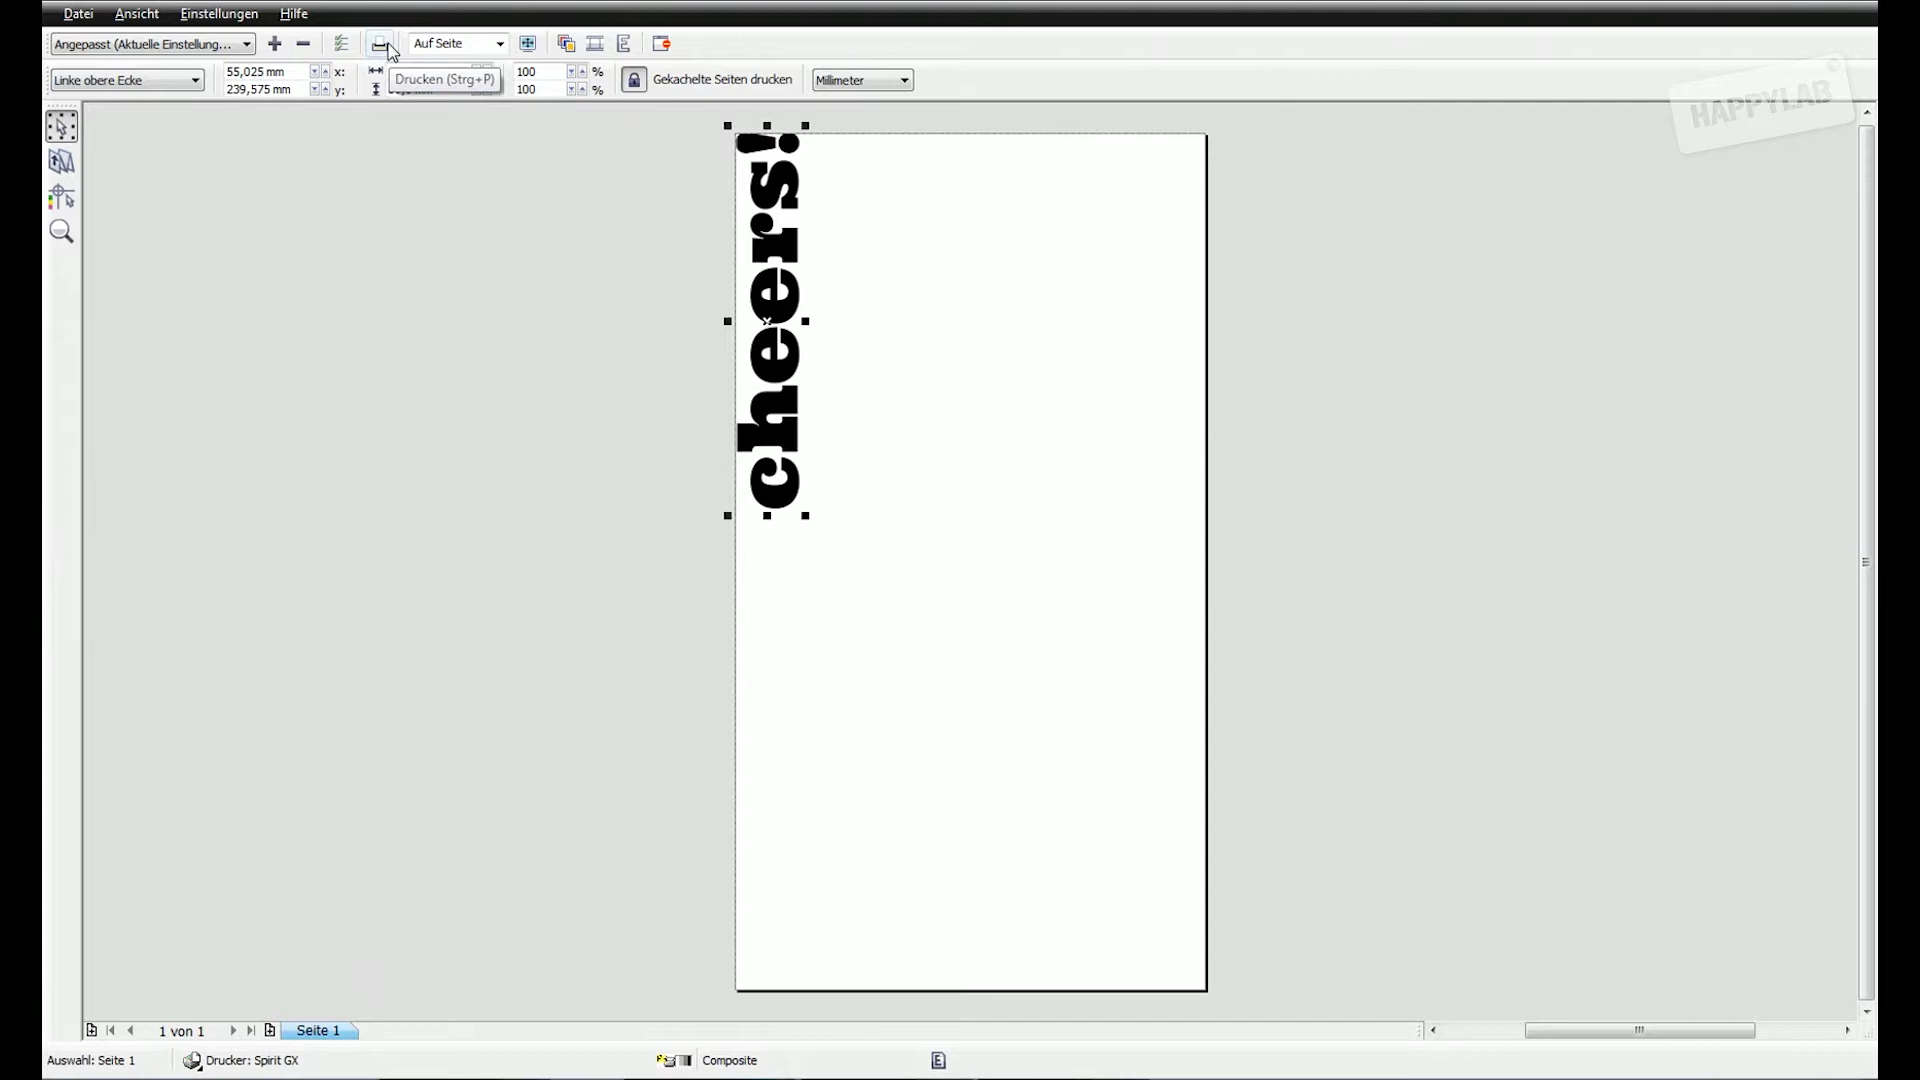 Datei Ansicht Einstellungen Hilfe
Angepasst (Aktuelle Einstellung... Auf Seite
Linke obere Ecke 55,025 mm x: 100 % Gekachelte Seiten drucken Millimeter
239,575 mm y: 100 %
Drucken (Strg+P)
HAPPYLAB
cheers!
1 von 1 Seite 1
Auswahl: Seite 1 Drucker: Spirit GX Composite